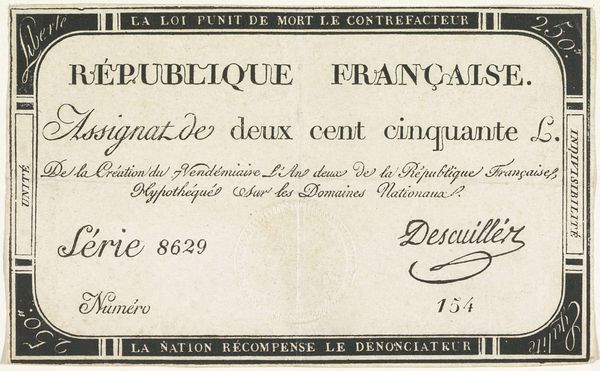 LA LOI PUNIT DE MORT LE CONTREFACTEUR
Liberté
250.ᴸ
RÉPUBLIQUE FRANÇAISE.
Assignat de deux cent cinquante L.
De la Création du Vendémiaire L'An deux de la République Française,
Hypothéqué sur les Domaines Nationaux.
UNITÉ
INDIVISIBILITÉ
Série 8629
Numéro
154
250.ᴸ
Egalité
LA NATION RÉCOMPENSE LE DÉNONCIATEUR